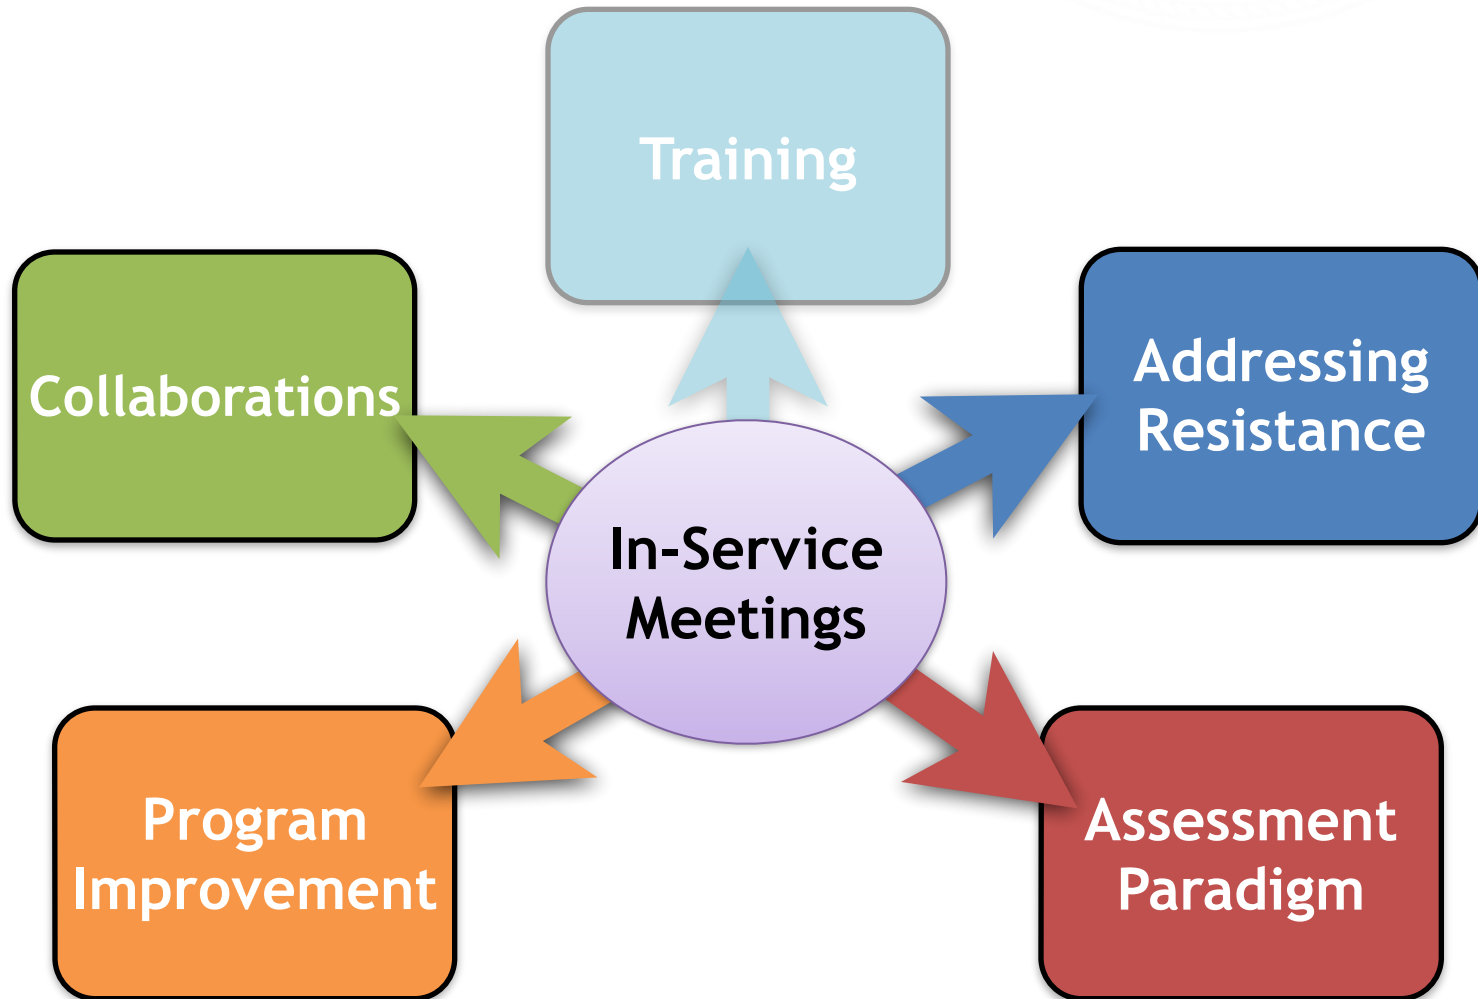 Training
Collaborations
Addressing
Resistance
In-Service
Meetings
Program
Improvement
Assessment
Paradigm